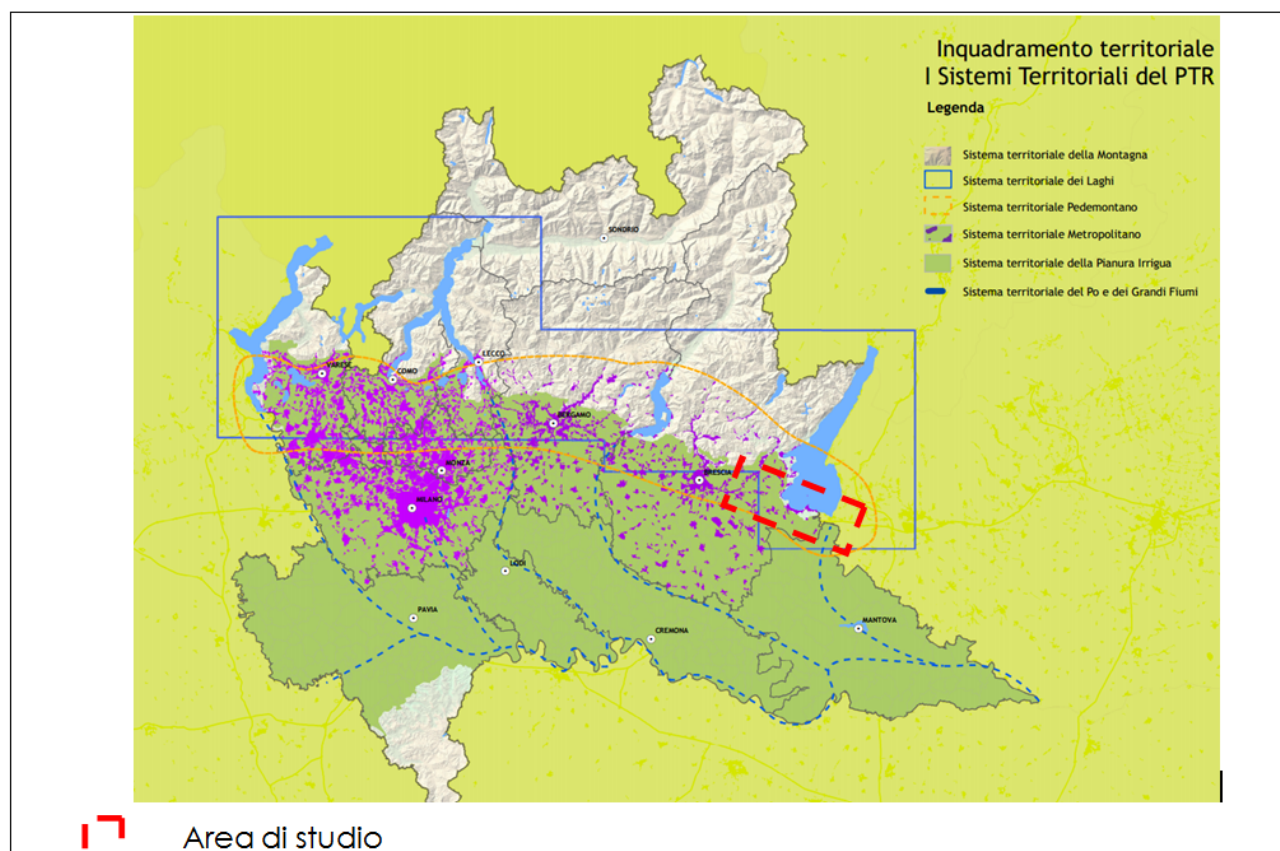 Inquadramento territoriale
I Sistemi Territoriali del PTR
Legenda
Sistema territoriale della Montagna
Sistema territoriale dei Laghi
Sistema territoriale Pedemontano
Sistema territoriale Metropolitano
Sistema territoriale della Pianura Irrigua
Sistema territoriale del Po e dei Grandi Fiumi
SONDRIO
LECCO
VARESE
COMO
BERGAMO
MONZA
BRESCIA
MILANO
LODI
PAVIA
MANTOVA
CREMONA
Area di studio